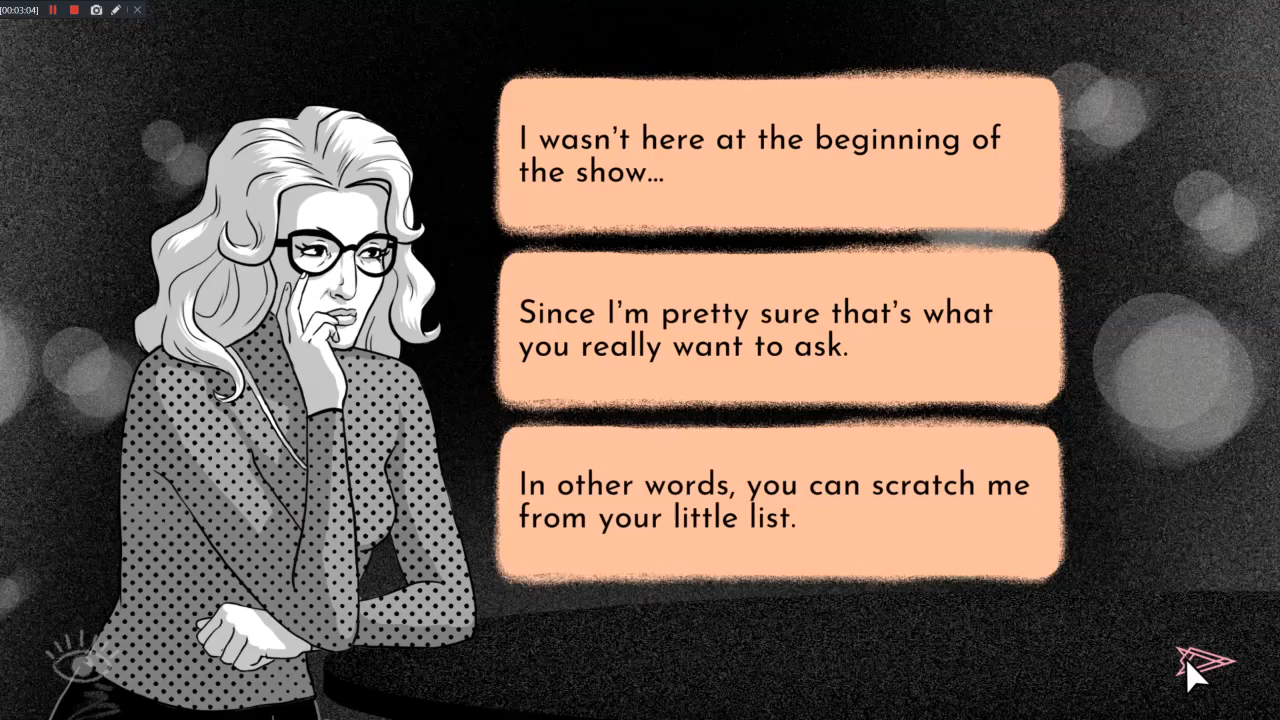 [00:03:04]
I wasn't here at the beginning of
the show...
Since I'm pretty sure that's what
you really want to ask.
In other words, you can scratch me
from your little list.